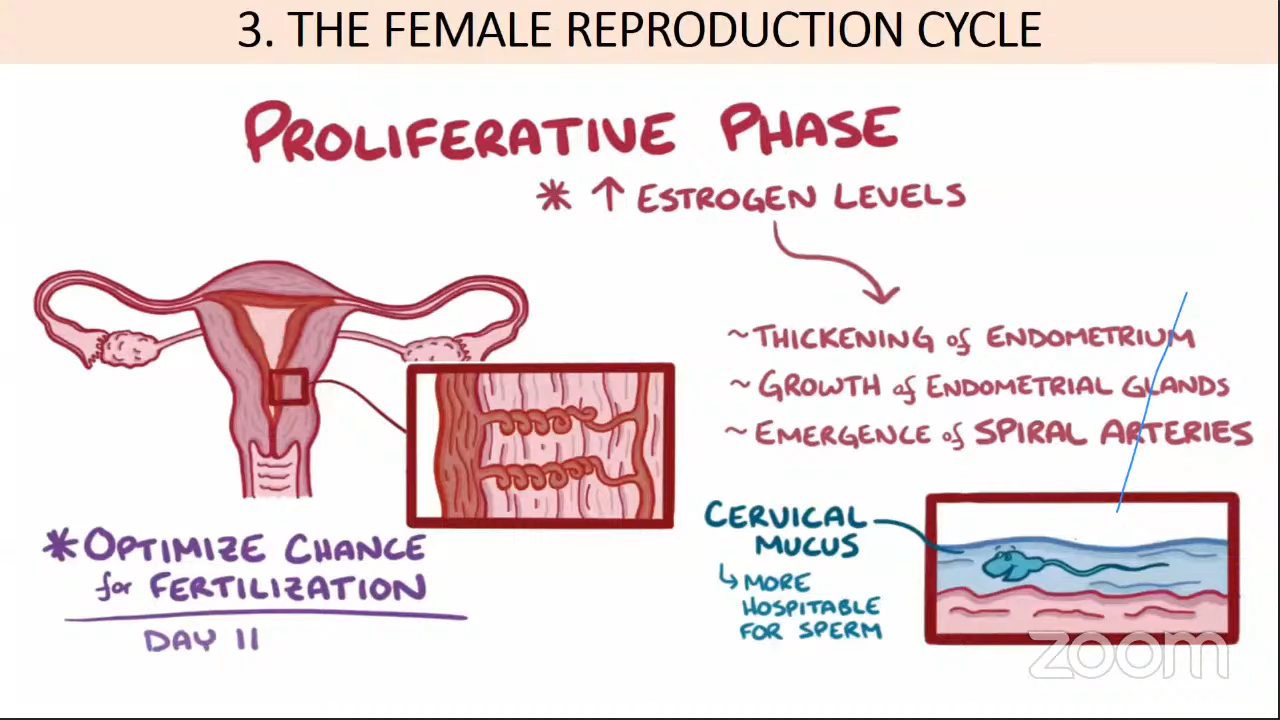 3. THE FEMALE REPRODUCTION CYCLE
PROLIFERATIVE PHASE
* ↑ ESTROGEN LEVELS
~ THICKENING of ENDOMETRIUM
~ GROWTH of ENDOMETRIAL GLANDS
~ EMERGENCE of SPIRAL ARTERIES
* OPTIMIZE CHANCE
for FERTILIZATION
DAY 11
CERVICAL
MUCUS
↳ MORE
HOSPITABLE
FOR SPERM
zoom